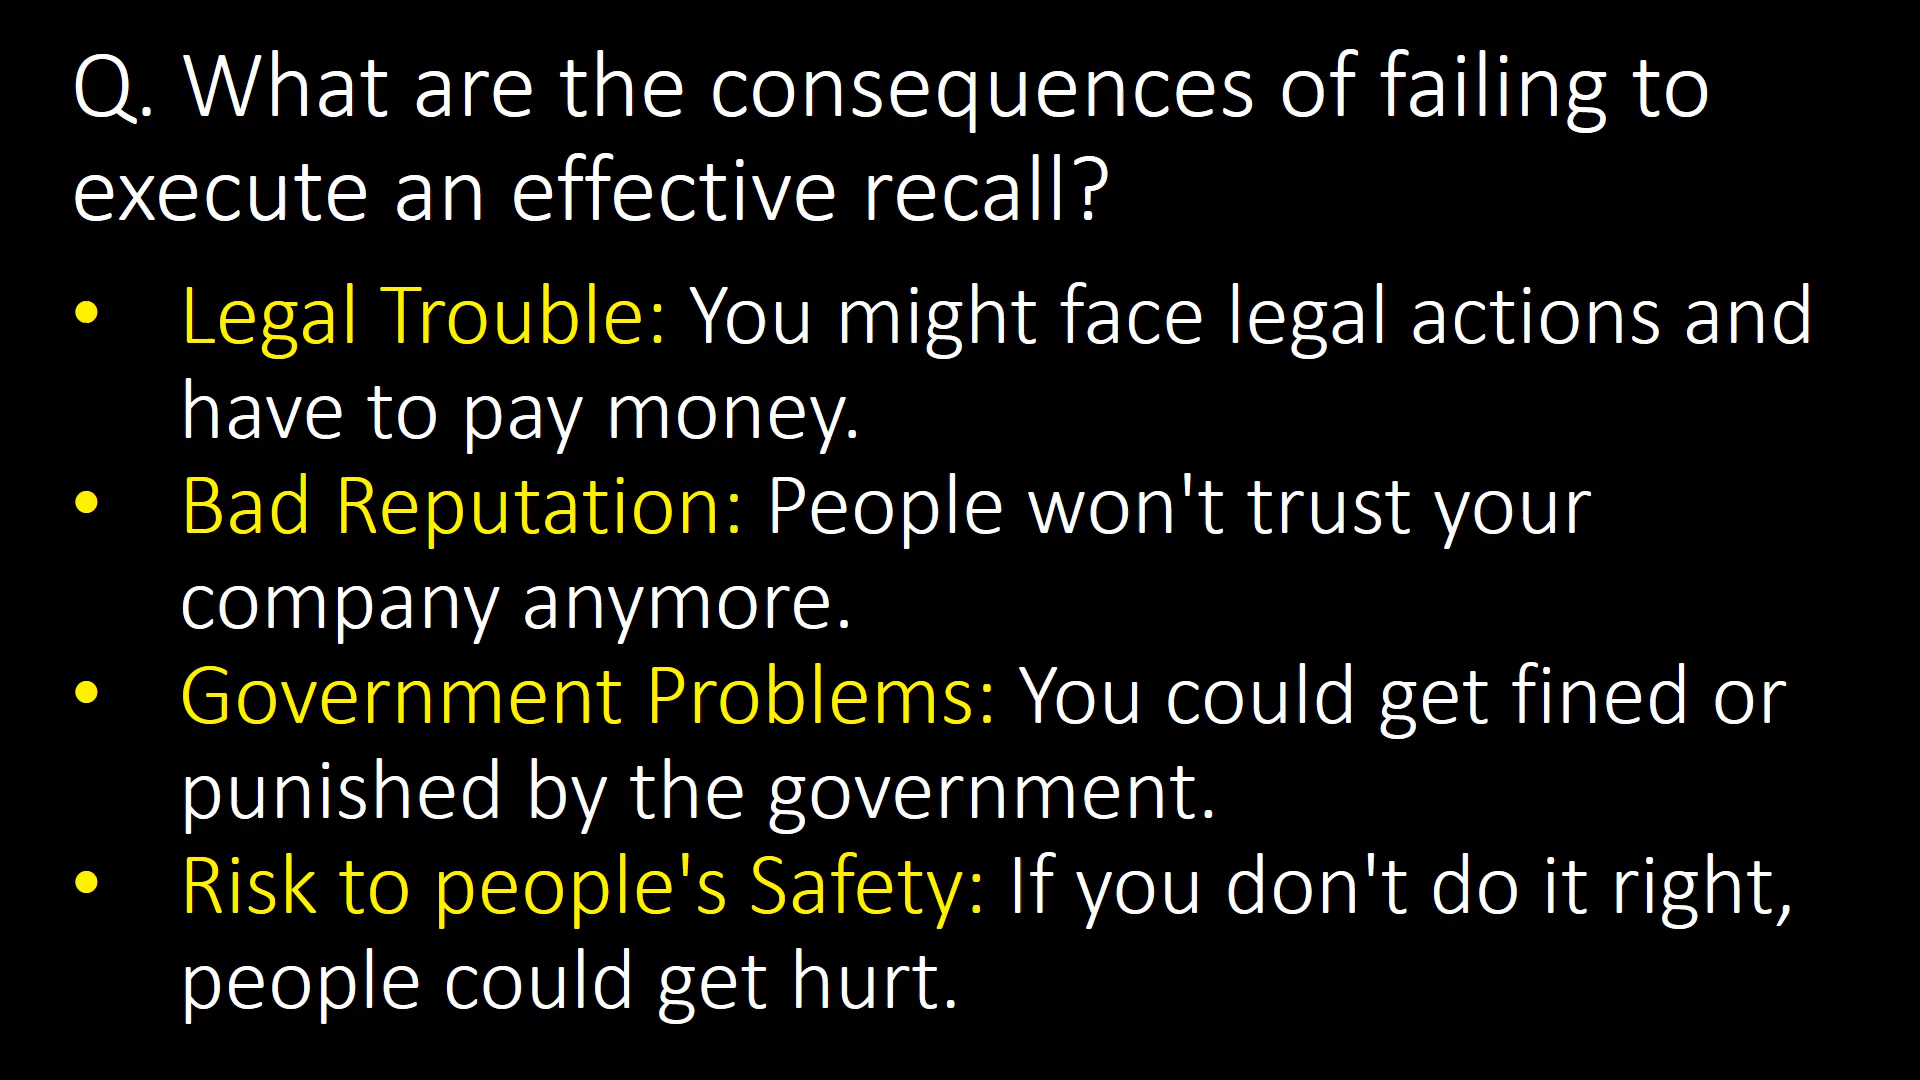 Q. What are the consequences of failing to
execute an effective recall?
• Legal Trouble: You might face legal actions and
have to pay money.
• Bad Reputation: People won't trust your
company anymore.
• Government Problems: You could get fined or
punished by the government.
• Risk to people's Safety: If you don't do it right,
people could get hurt.